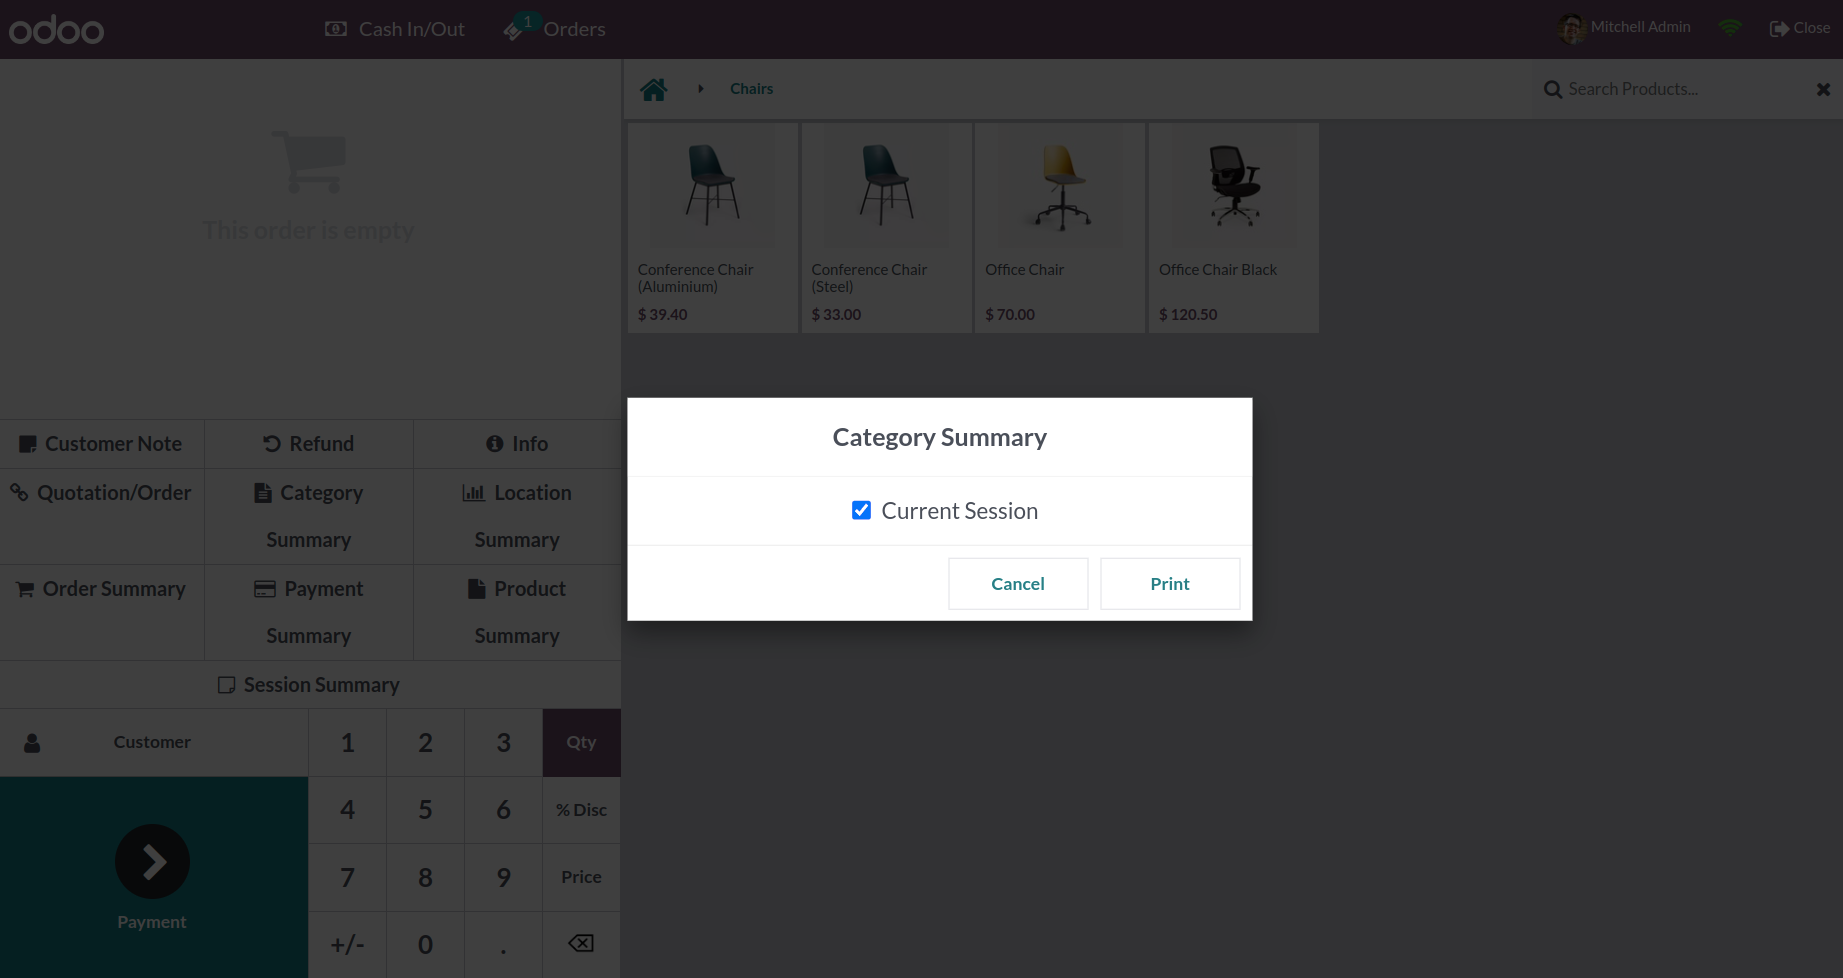 odoo
Cash In/Out
1
Orders
Mitchell Admin
Close
Chairs
Search Products...
This order is empty
Conference Chair
(Aluminium)
$ 39.40
Conference Chair
(Steel)
$ 33.00
Office Chair
$ 70.00
Office Chair Black
$ 120.50
Category Summary
Current Session
Cancel
Print
Customer Note
Refund
Info
Quotation/Order
Category
Summary
Location
Summary
Order Summary
Payment
Summary
Product
Summary
Session Summary
Customer
1
2
3
Qty
4
5
6
% Disc
7
8
9
Price
+/-
0
.
Payment